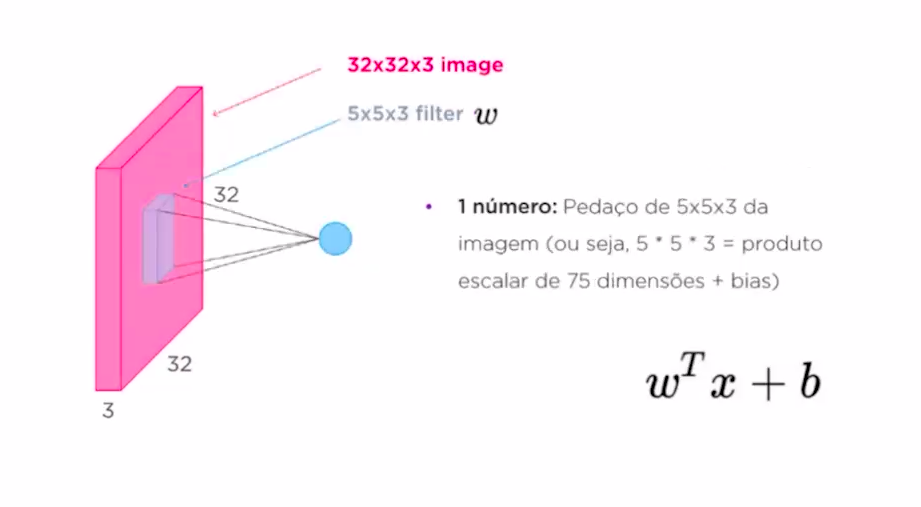 32x32x3 image
5x5x3 filter w
32
32
3
• 1 número: Pedaço de 5x5x3 da
imagem (ou seja, 5 * 5 * 3 = produto
escalar de 75 dimensões + bias)
wᵀx + b